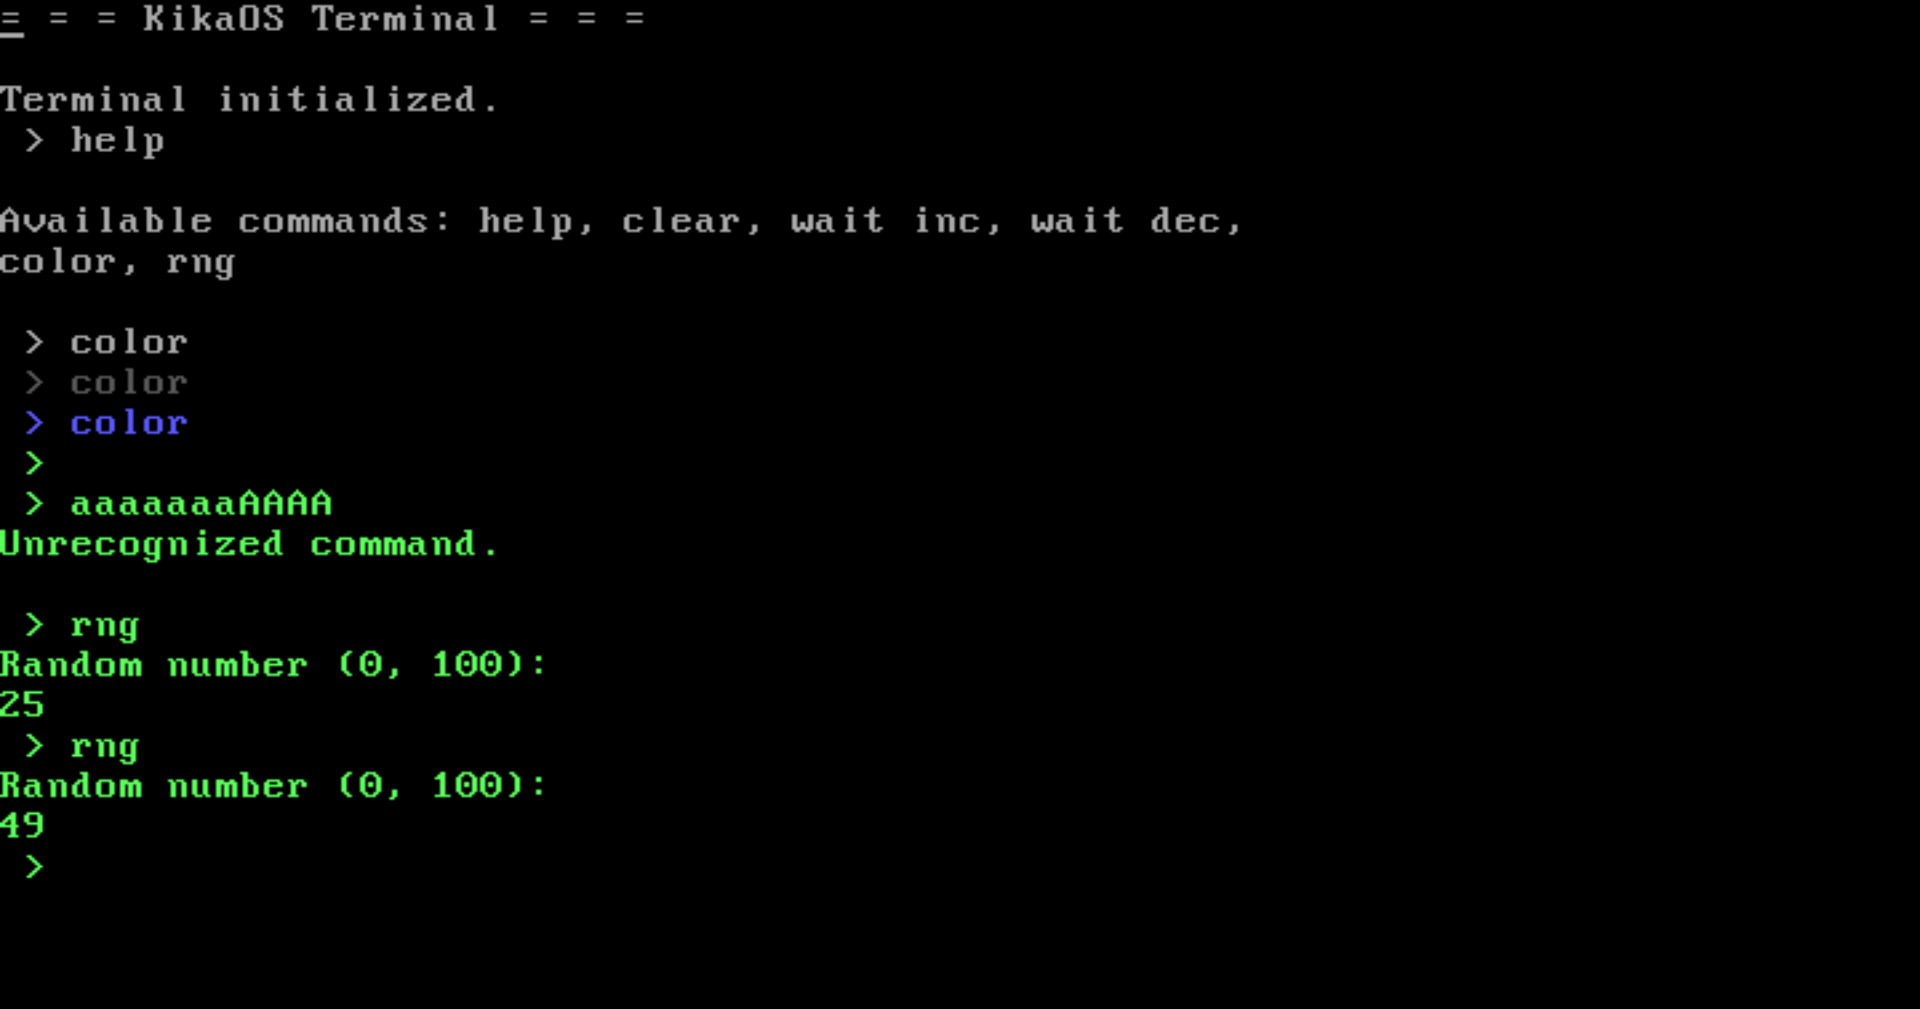 = = = KikaOS Terminal = = =
Terminal initialized.
> help
Available commands: help, clear, wait inc, wait dec,
color, rng
> color
> color
> color
>
> aaaaaaaAAAA
Unrecognized command.
> rng
Random number (0, 100):
25
> rng
Random number (0, 100):
49
>